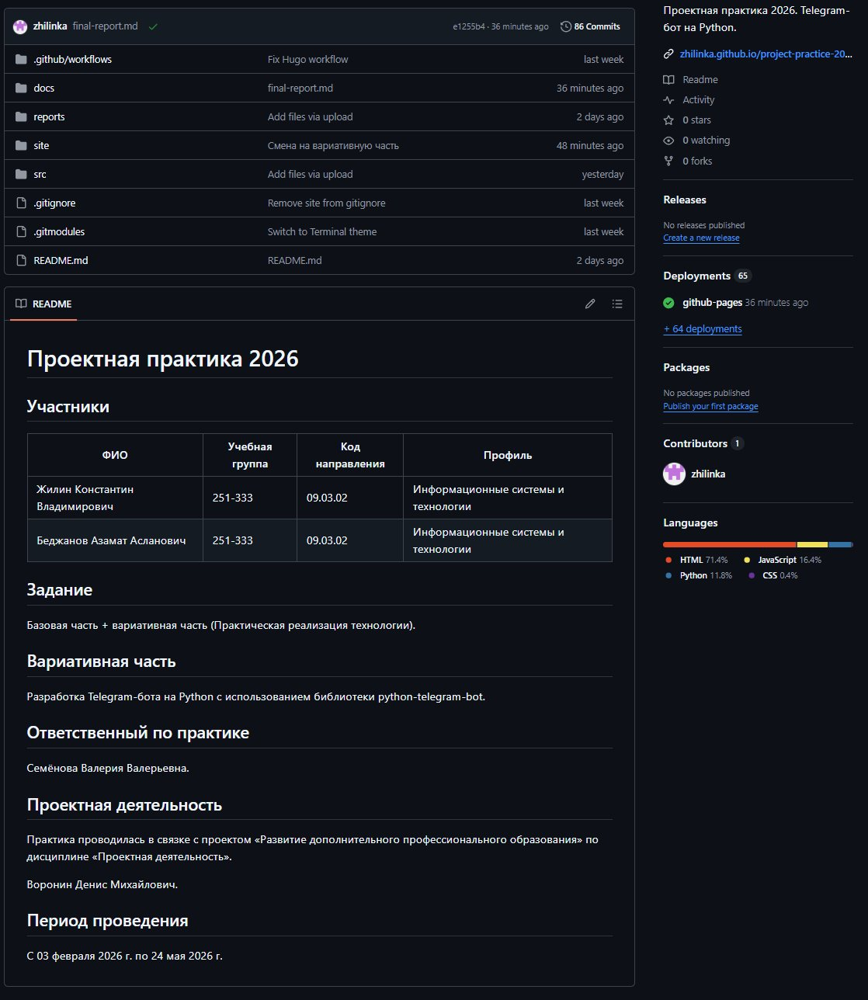 zhilinka final-report.md e1255b4 · 36 minutes ago 86 Commits
.github/workflows Fix Hugo workflow last week
docs final-report.md 36 minutes ago
reports Add files via upload 2 days ago
site Смена на вариативную часть 48 minutes ago
src Add files via upload yesterday
.gitignore Remove site from gitignore last week
.gitmodules Switch to Terminal theme last week
README.md README.md 2 days ago
README
Проектная практика 2026
Участники
ФИО Учебная группа Код направления Профиль
Жилин Константин Владимирович 251-333 09.03.02 Информационные системы и технологии
Беджанов Азамат Асланович 251-333 09.03.02 Информационные системы и технологии
Задание
Базовая часть + вариативная часть (Практическая реализация технологии).
Вариативная часть
Разработка Telegram-бота на Python с использованием библиотеки python-telegram-bot.
Ответственный по практике
Семёнова Валерия Валерьевна.
Проектная деятельность
Практика проводилась в связке с проектом «Развитие дополнительного профессионального образования» по
дисциплине «Проектная деятельность».
Воронин Денис Михайлович.
Период проведения
С 03 февраля 2026 г. по 24 мая 2026 г.
Проектная практика 2026. Telegram-
бот на Python.
zhilinka.github.io/project-practice-20...
Readme
Activity
0 stars
0 watching
0 forks
Releases
No releases published
Create a new release
Deployments 65
github-pages 36 minutes ago
+ 64 deployments
Packages
No packages published
Publish your first package
Contributors 1
zhilinka
Languages
HTML 71.4% JavaScript 16.4%
Python 11.8% CSS 0.4%